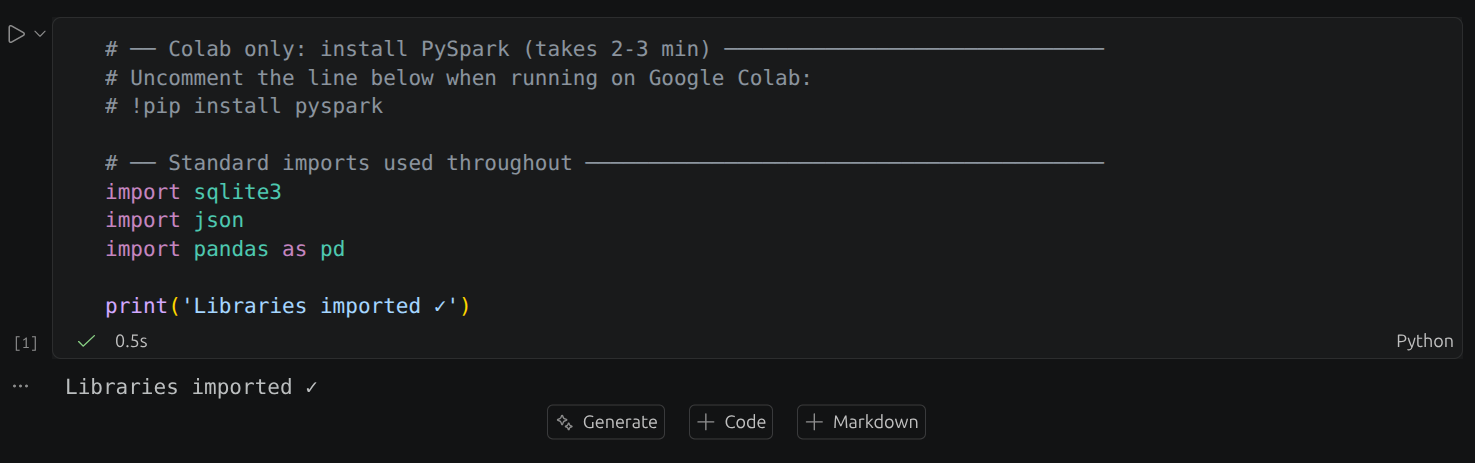 # ── Colab only: install PySpark (takes 2-3 min) ──────────────────────────────
# Uncomment the line below when running on Google Colab:
# !pip install pyspark
# ── Standard imports used throughout ─────────────────────────────────────────
import sqlite3
import json
import pandas as pd
print('Libraries imported ✓')
[1] ✓ 0.5s Python
... Libraries imported ✓
Generate + Code + Markdown